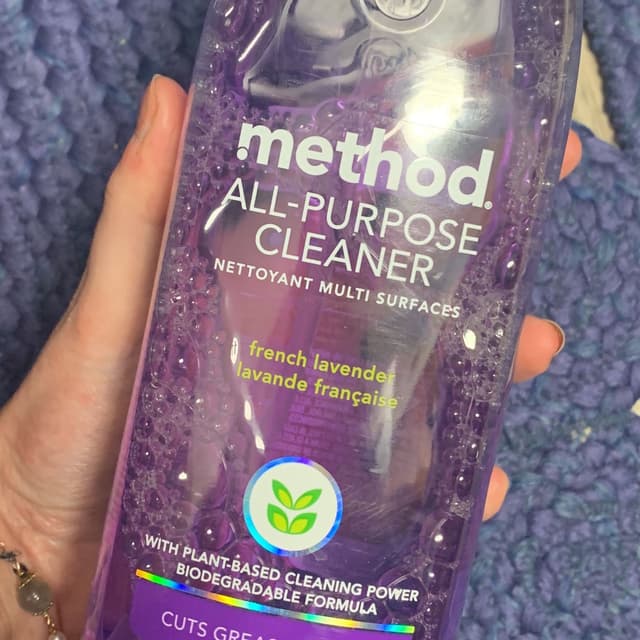 method®
ALL-PURPOSE
CLEANER
NETTOYANT MULTI SURFACES
french lavender
lavande française
WITH PLANT-BASED CLEANING POWER
BIODEGRADABLE FORMULA
CUTS